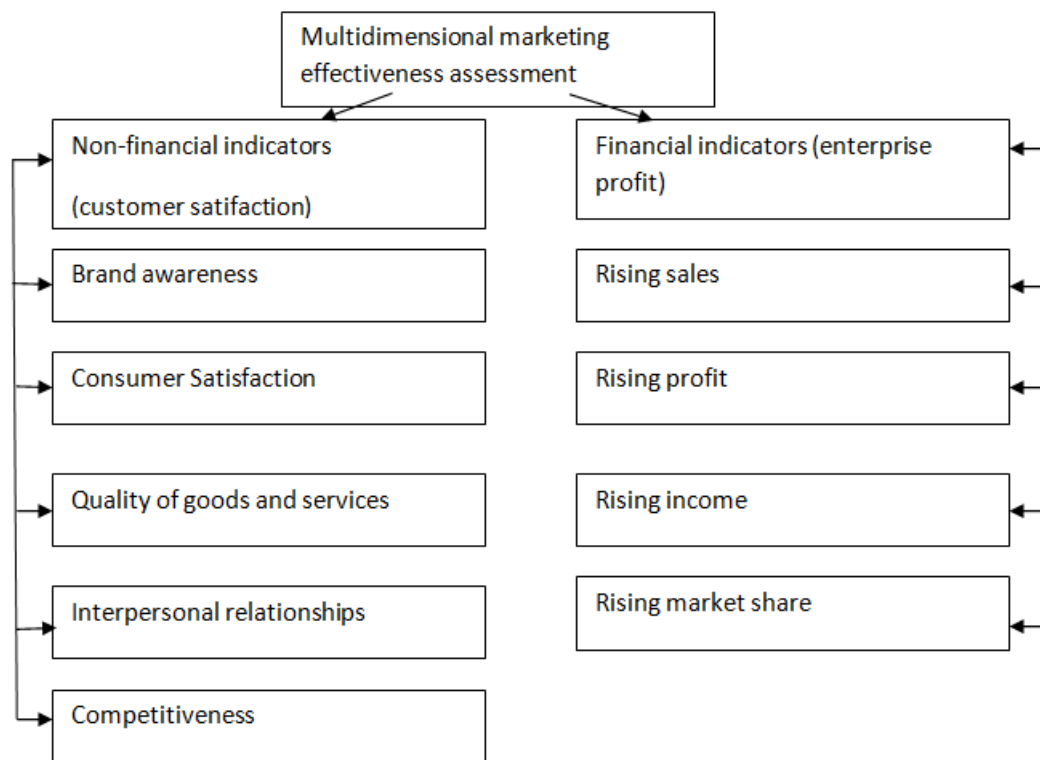 Multidimensional marketing
effectiveness assessment
Non-financial indicators
(customer satifaction)
Financial indicators (enterprise
profit)
Brand awareness
Rising sales
Consumer Satisfaction
Rising profit
Quality of goods and services
Rising income
Interpersonal relationships
Rising market share
Competitiveness